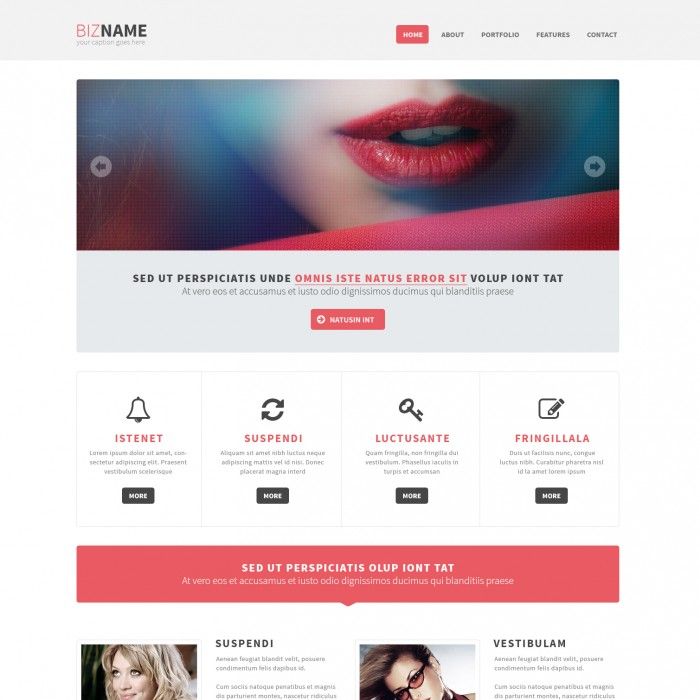 BIZNAME
your caption goes here
HOME ABOUT PORTFOLIO FEATURES CONTACT
SED UT PERSPICIATIS UNDE OMNIS ISTE NATUS ERROR SIT VOLUP IONT TAT
At vero eos et accusamus et iusto odio dignissimos ducimus qui blanditiis praese
NATUSIN INT
ISTENET
Lorem ipsum dolor sit amet, con-
sectetur adipiscing elit. Praesent
vestibulum scelerisque
MORE
SUSPENDI
Aliquam sit amet nibh luctus neque
adipiscing mattis vel id nisi. Donec
placerat magna interd
MORE
LUCTUSANTE
Quam fringilla, non fringilla dui
vestibulum. Phasellus iaculis in
turpis et accumsan
MORE
FRINGILLALA
Duis ut facilisis nunc, congue
luctus nibh. Curabitur pharetra nisl
id la amet lorem ipsum
MORE
SED UT PERSPICIATIS OLUP IONT TAT
At vero eos et accusamus et iusto odio dignissimos ducimus qui blanditiis praese
SUSPENDI
Aenean feugiat blandit velit, posuere
condimentum felis dapibus id.
Cum sociis natoque penatibus et magnis
dis parturient montes, nascetur ridiculus
VESTIBULAM
Aenean feugiat blandit velit, posuere
condimentum felis dapibus id.
Cum sociis natoque penatibus et magnis
dis parturient montes, nascetur ridiculus